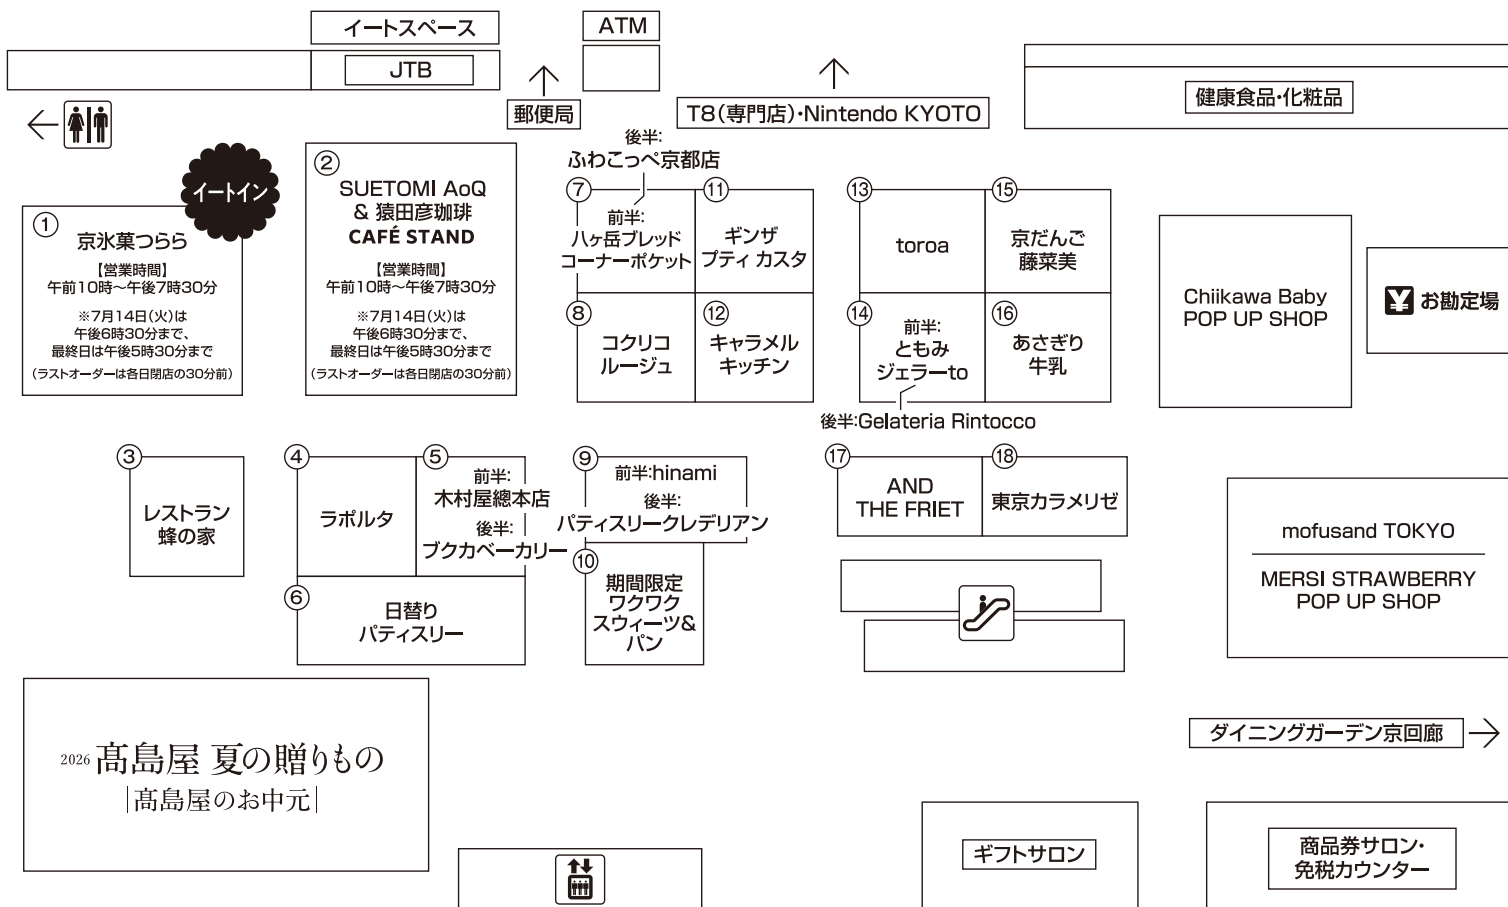 イートスペース
JTB
ATM
郵便局
T8(専門店)・Nintendo KYOTO
健康食品・化粧品
イートイン
①
京氷菓つらら
【営業時間】
午前10時〜午後7時30分
※7月14日(火)は
午後6時30分まで、
最終日は午後5時30分まで
(ラストオーダーは各日閉店の30分前)
②
SUETOMI AoQ
& 猿田彦珈琲
CAFÉ STAND
【営業時間】
午前10時〜午後7時30分
※7月14日(火)は
午後6時30分まで、
最終日は午後5時30分まで
(ラストオーダーは各日閉店の30分前)
後半:
ふわこっぺ京都店
⑦
前半:
八ヶ岳ブレッド
コーナーポケット
⑪
ギンザ
プティ カスタ
⑧
コクリコ
ルージュ
⑫
キャラメル
キッチン
⑬
toroa
⑮
京だんご
藤菜美
⑭
前半:
ともみ
ジェラーto
後半:Gelateria Rintocco
⑯
あさぎり
牛乳
Chiikawa Baby
POP UP SHOP
¥ お勘定場
③
レストラン
蜂の家
④
ラポルタ
⑤
前半:
木村屋總本店
後半:
ブクカベーカリー
⑥
日替り
パティスリー
⑨
前半:hinami
後半:
パティスリークレデリアン
⑩
期間限定
ワクワク
スウィーツ&
パン
⑰
AND
THE FRIET
⑱
東京カラメリゼ
mofusand TOKYO
MERSI STRAWBERRY
POP UP SHOP
2026 髙島屋 夏の贈りもの
|髙島屋のお中元|
ダイニングガーデン京回廊
ギフトサロン
商品券サロン・
免税カウンター